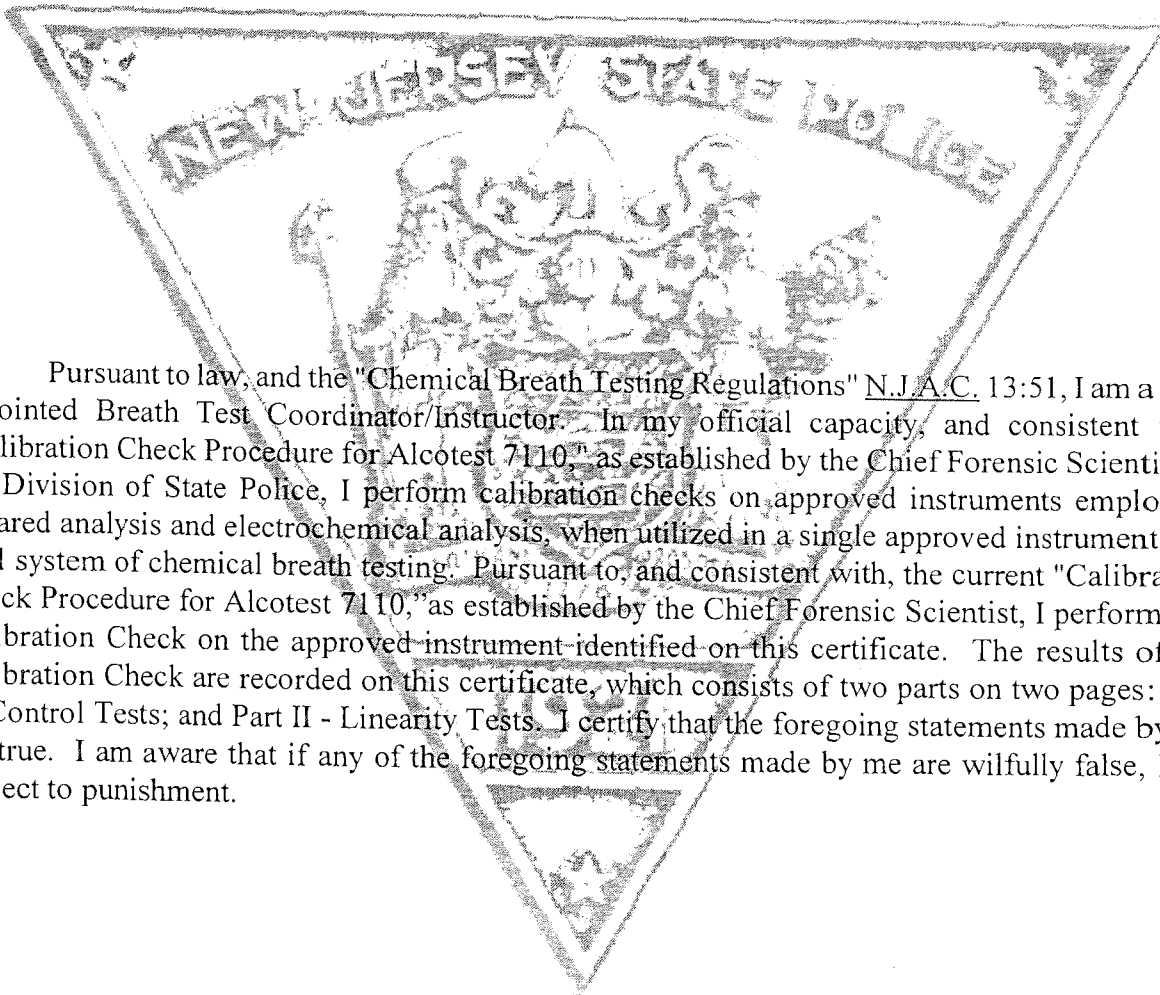 NEW JERSEY STATE POLICE
Pursuant to law, and the "Chemical Breath Testing Regulations" N.J.A.C. 13:51, I am a
ointed Breath Test Coordinator/Instructor. In my official capacity, and consistent
libration Check Procedure for Alcotest 7110," as established by the Chief Forensic Scienti
Division of State Police, I perform calibration checks on approved instruments emplo
ared analysis and electrochemical analysis, when utilized in a single approved instrument
l system of chemical breath testing. Pursuant to, and consistent with, the current "Calibra
ck Procedure for Alcotest 7110," as established by the Chief Forensic Scientist, I perform
bration Check on the approved instrument identified on this certificate. The results of
bration Check are recorded on this certificate, which consists of two parts on two pages:
Control Tests; and Part II - Linearity Tests. I certify that the foregoing statements made by
true. I am aware that if any of the foregoing statements made by me are wilfully false,
ect to punishment.
1921